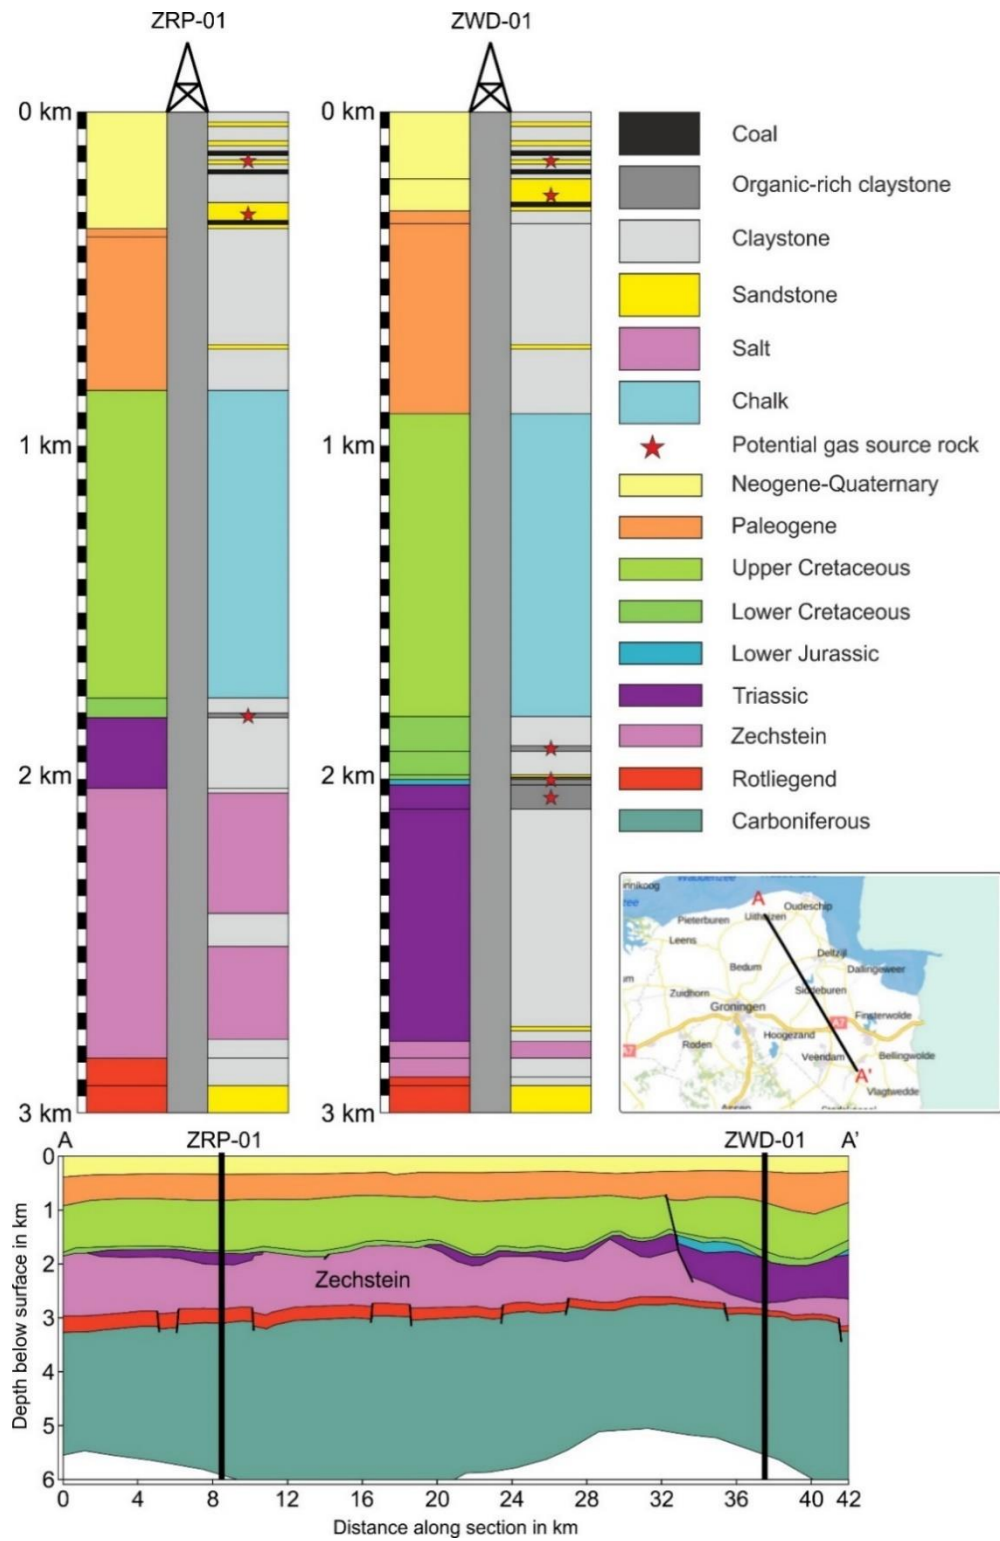 ZRP-01
ZWD-01
0 km
0 km
1 km
1 km
2 km
2 km
3 km
3 km
Coal
Organic-rich claystone
Claystone
Sandstone
Salt
Chalk
Potential gas source rock
Neogene-Quaternary
Paleogene
Upper Cretaceous
Lower Cretaceous
Lower Jurassic
Triassic
Zechstein
Rotliegend
Carboniferous
A
Oudeschip
Pieterburen
Leens
Delfzijl
Bedum
Dallingeweer
Zuidhorn
Siddeburen
Groningen
Finsterwolde
A7
Hoogezand
Roden
A7
Veendam
Bellingwolde
A'
Vlagtwedde
A
ZRP-01
ZWD-01
A'
Depth below surface in km
0
1
2
3
4
5
6
Zechstein
0
4
8
12
16
20
24
28
32
36
40
42
Distance along section in km